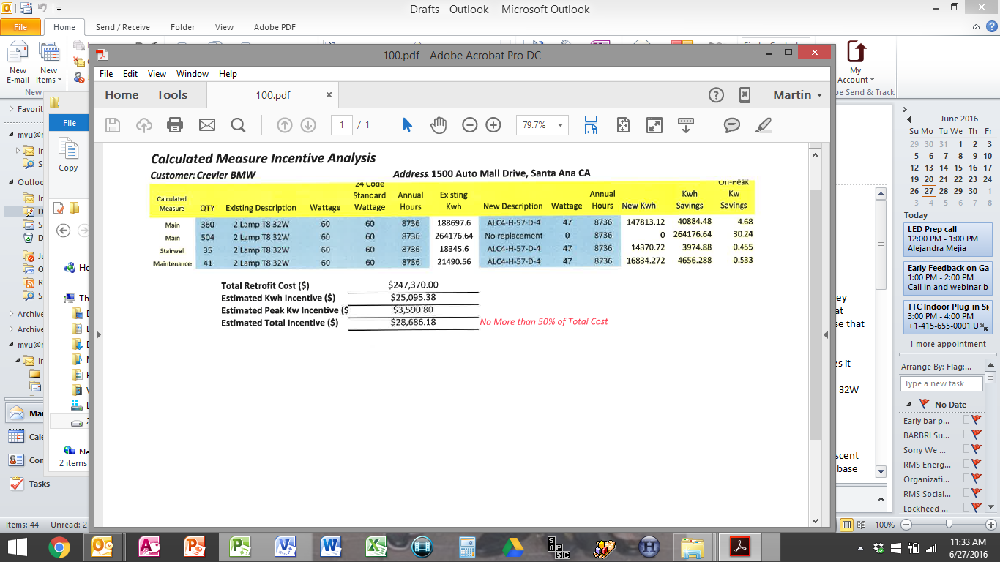 Drafts - Outlook - Microsoft Outlook
File Home Send / Receive Folder View Adobe PDF
New E-mail
New Items
New
My Account
be Send & Track
100.pdf - Adobe Acrobat Pro DC
File Edit View Window Help
Home Tools 100.pdf × Martin
1 / 1 79.7%
Calculated Measure Incentive Analysis
Customer: Crevier BMW Address 1500 Auto Mall Drive, Santa Ana CA
Calculated Measure QTY Existing Description Wattage 24 Code Standard Wattage Annual Hours Existing Kwh New Description Wattage Annual Hours New Kwh Kwh Savings On-Peak Kw Savings
Main 360 2 Lamp T8 32W 60 60 8736 188697.6 ALC4-H-57-D-4 47 8736 147813.12 40884.48 4.68
Main 504 2 Lamp T8 32W 60 60 8736 264176.64 No replacement 0 8736 0 264176.64 30.24
Stairwell 35 2 Lamp T8 32W 60 60 8736 18345.6 ALC4-H-57-D-4 47 8736 14370.72 3974.88 0.455
Maintenance 41 2 Lamp T8 32W 60 60 8736 21490.56 ALC4-H-57-D-4 47 8736 16834.272 4656.288 0.533
Total Retrofit Cost ($) $247,370.00
Estimated Kwh Incentive ($) $25,095.38
Estimated Peak Kw Incentive ($ $3,590.80
Estimated Total Incentive ($) $28,686.18 No More than 50% of Total Cost
File
Copy
Favorit
mvu@
Outloo
Archive
Archive
mvu@r
Mai
Cale
Con
Tasks
2 items
Items: 44 Unread: 2
ey
at
se that
s it
32W
scent
base
June 2016
Su Mo Tu We Th Fr
29 30 31 1 2 3
5 6 7 8 9 10
12 13 14 15 16 17
19 20 21 22 23 24
26 27 28 29 30 1
3 4 5 6 7 8
Today
LED Prep call
12:00 PM - 1:00 PM
Alejandra Mejia
Early Feedback on Ga
1:00 PM - 2:00 PM
Call in and webinar b
TTC Indoor Plug-in Si
3:00 PM - 4:00 PM
+1-415-655-0001 U
1 more appointment
Arrange By: Flag:...
Type a new task
No Date
Early bar p...
BARBRI Su...
Sorry We ...
RMS Energ...
Organizati...
RMS Social...
Lockheed ...
100%
11:33 AM
6/27/2016